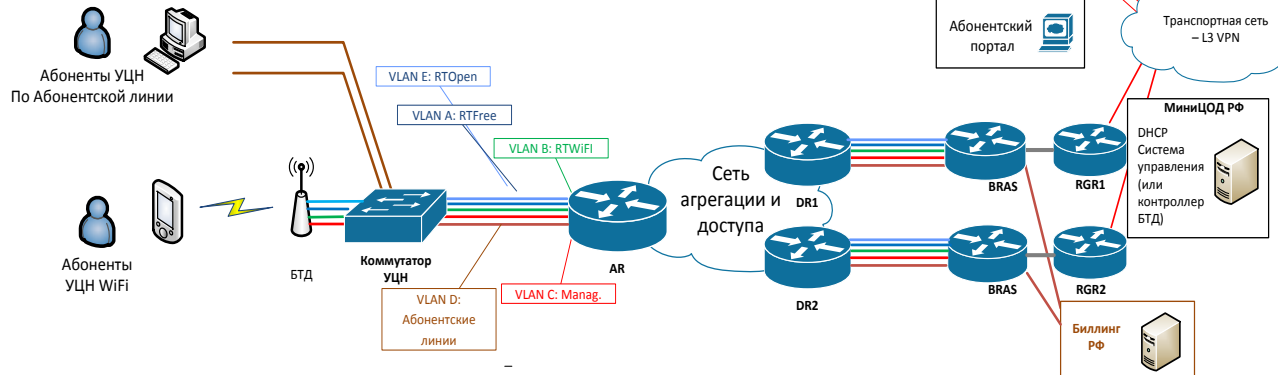 Абоненты УЦН
По Абонентской линии
Абоненты
УЦН WiFi
БТД
Коммутатор
УЦН
VLAN E: RTOpen
VLAN A: RTFree
VLAN B: RTWiFI
VLAN D:
Абонентские
линии
VLAN C: Manag.
AR
Сеть
агрегации и
доступа
DR1
DR2
BRAS
BRAS
RGR1
RGR2
Абонентский
портал
Транспортная сеть
– L3 VPN
МиниЦОД РФ
DHCP
Система
управления
(или
контроллер
БТД)
Биллинг
РФ
–